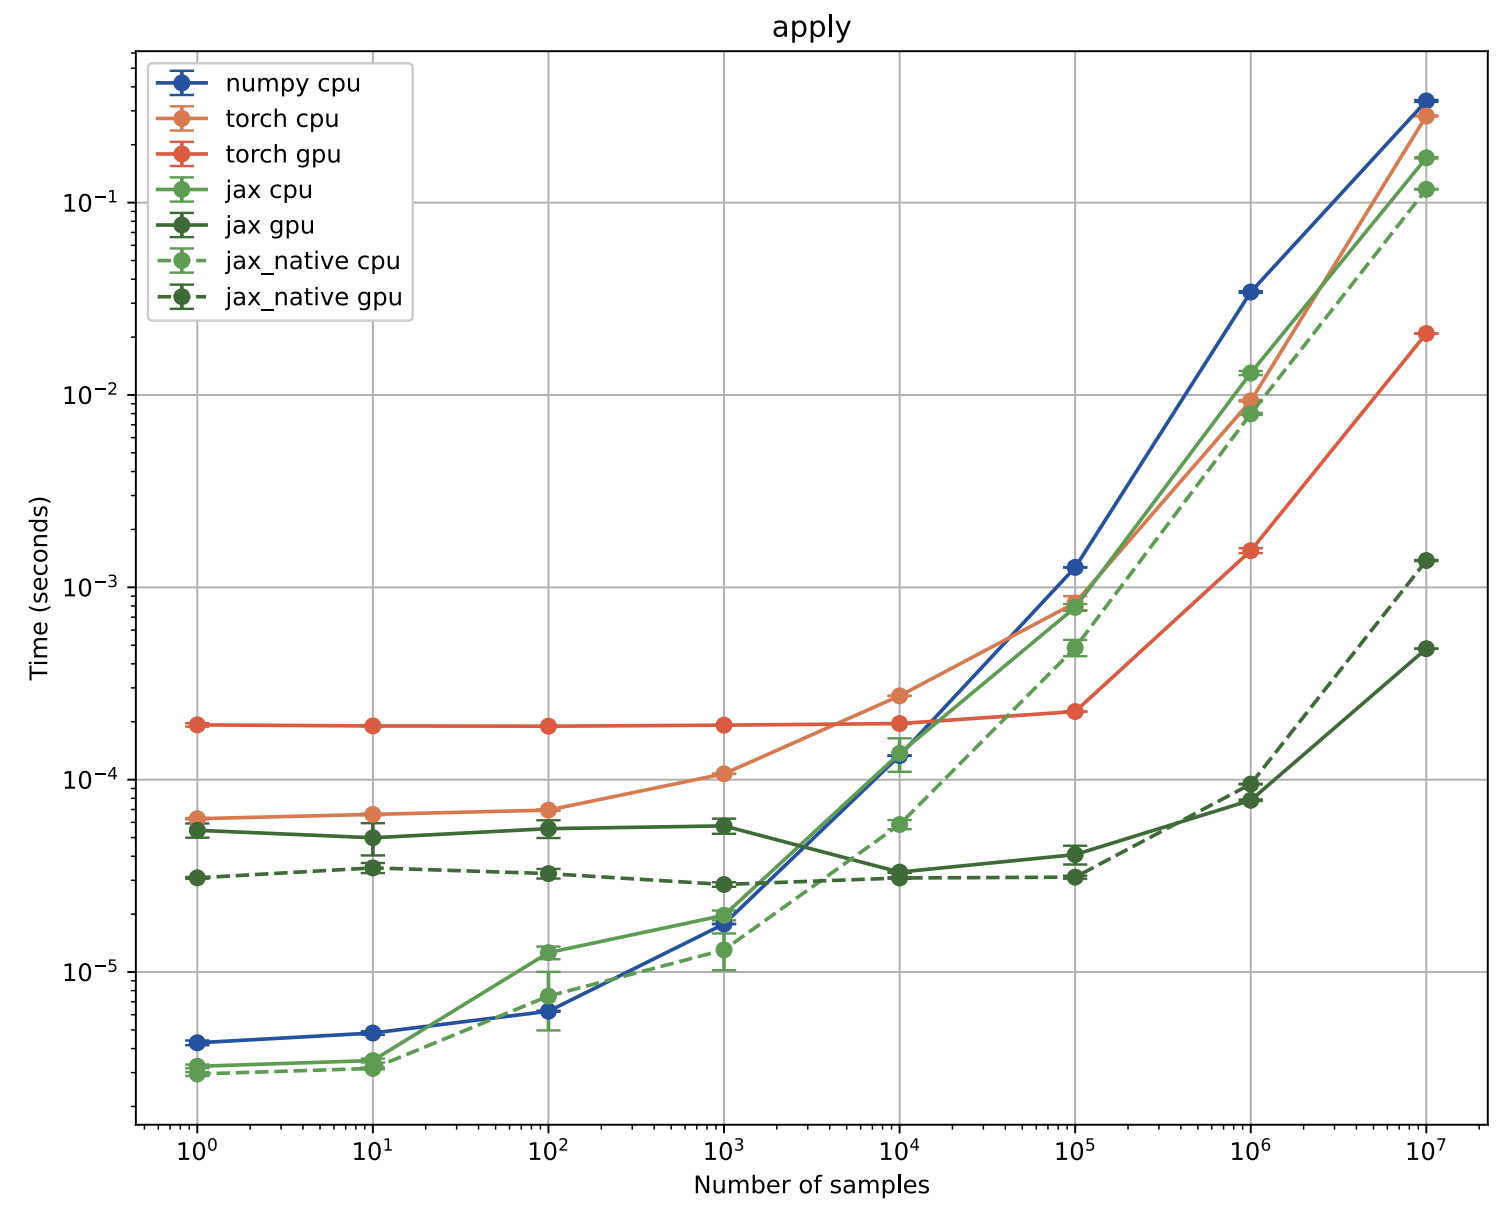 apply
numpy cpu
torch cpu
torch gpu
jax cpu
jax gpu
jax_native cpu
jax_native gpu
10⁻¹
10⁻²
10⁻³
10⁻⁴
10⁻⁵
Time (seconds)
10⁰ 10¹ 10² 10³ 10⁴ 10⁵ 10⁶ 10⁷
Number of samples